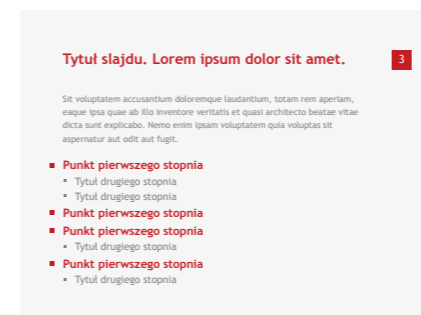 Tytuł slajdu. Lorem ipsum dolor sit amet.
3
Sit voluptatem accusantium doloremque laudantium, totam rem aperiam,
eaque ipsa quae ab illo inventore veritatis et quasi architecto beatae vitae
dicta sunt explicabo. Nemo enim ipsam voluptatem quia voluptas sit
aspernatur aut odit aut fugit.
Punkt pierwszego stopnia
Tytuł drugiego stopnia
Tytuł drugiego stopnia
Punkt pierwszego stopnia
Punkt pierwszego stopnia
Tytuł drugiego stopnia
Punkt pierwszego stopnia
Tytuł drugiego stopnia